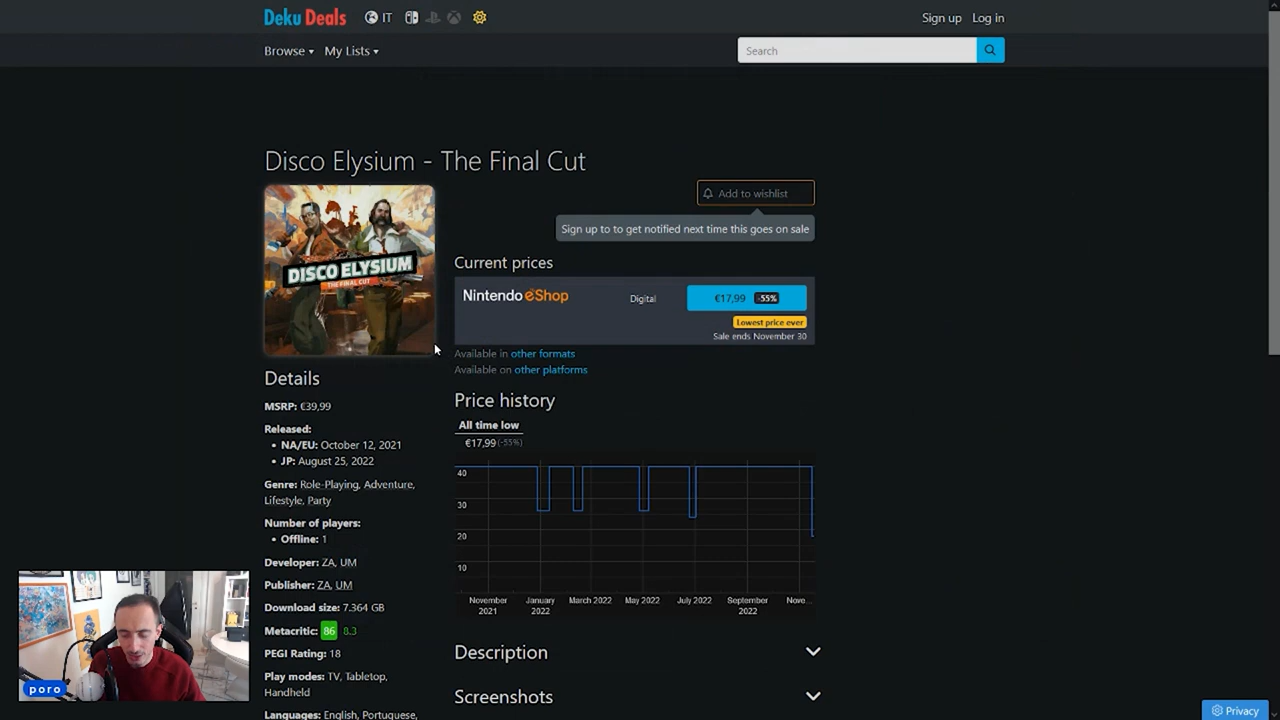 Deku Deals IT
Sign up Log in
Browse My Lists
Search
Disco Elysium - The Final Cut
Add to wishlist
Sign up to to get notified next time this goes on sale
DISCO ELYSIUM
THE FINAL CUT
Current prices
Nintendo eShop Digital €17,99 -55%
Lowest price ever
Sale ends November 30
Available in other formats
Available on other platforms
Details
MSRP: €39,99
Released:
• NA/EU: October 12, 2021
• JP: August 25, 2022
Genre: Role-Playing, Adventure,
Lifestyle, Party
Number of players:
• Offline: 1
Developer: ZA, UM
Publisher: ZA, UM
Download size: 7.364 GB
Metacritic: 86 8.3
PEGI Rating: 18
Play modes: TV, Tabletop,
Handheld
Languages: English, Portuguese,
Price history
All time low
€17,99 (-55%)
40
30
20
10
November 2021
January 2022
March 2022
May 2022
July 2022
September 2022
Nove...
Description
Screenshots
poro
Privacy